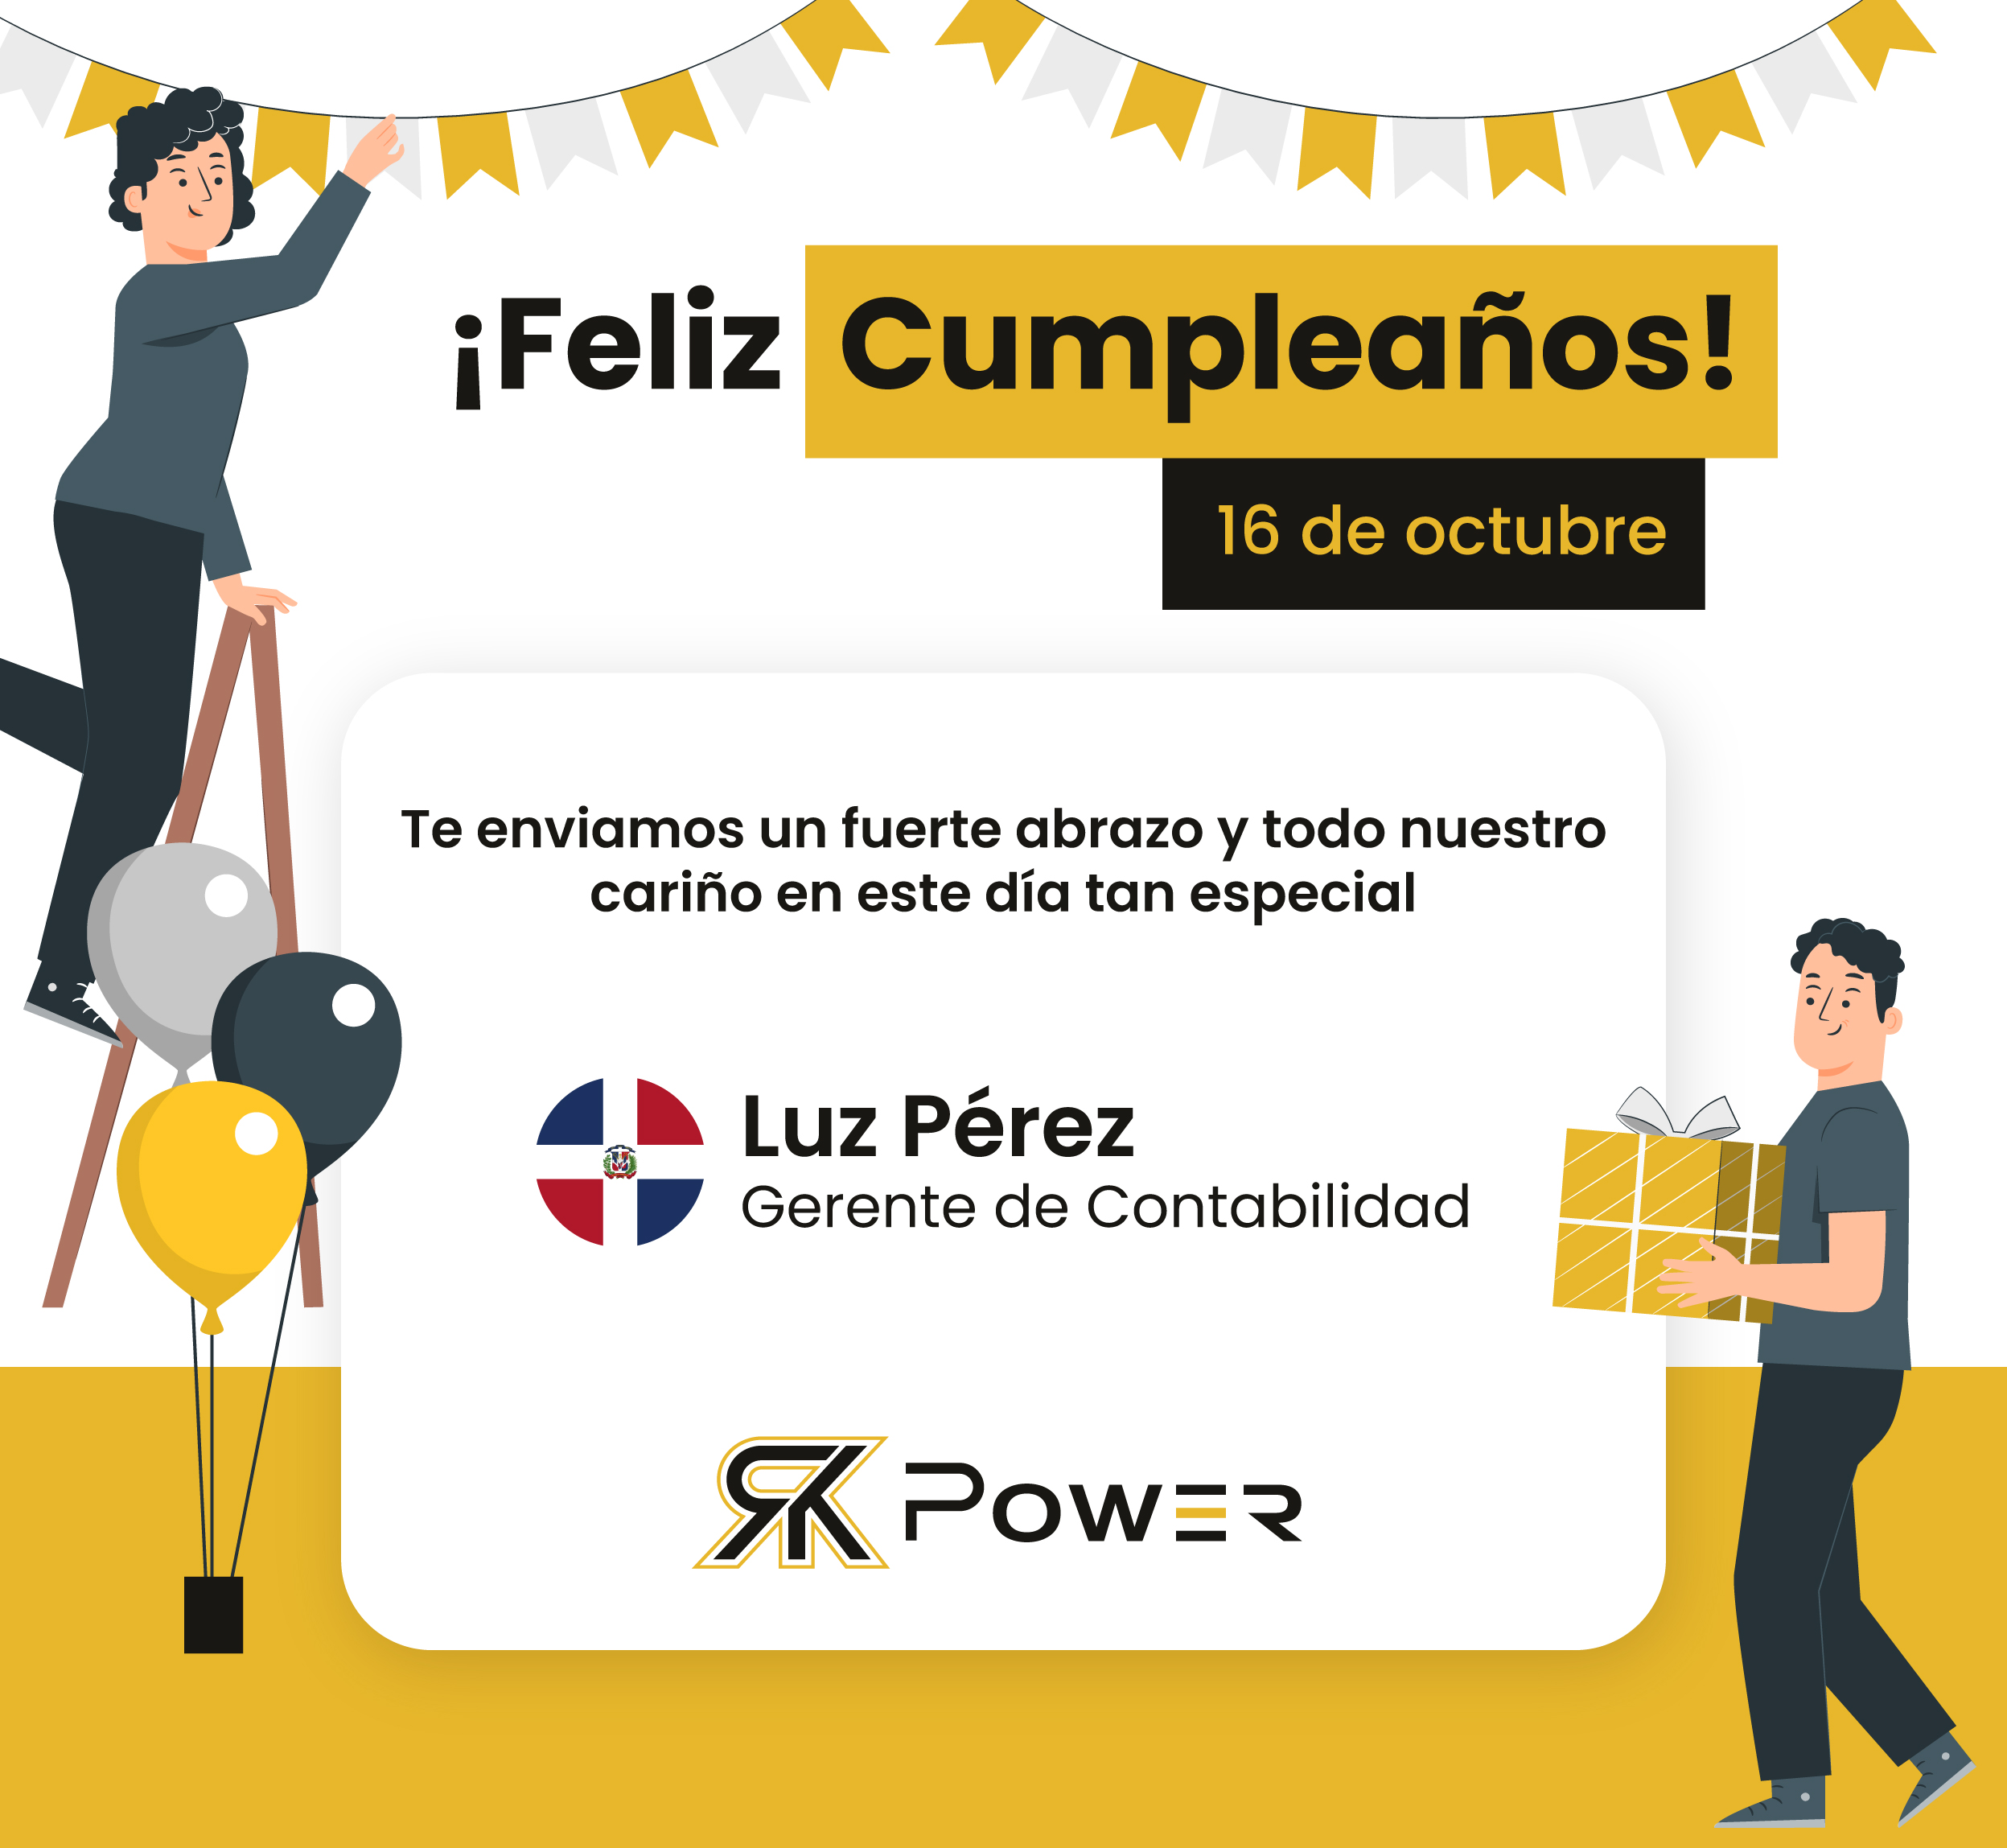 ¡Feliz Cumpleaños!
16 de octubre
Te enviamos un fuerte abrazo y todo nuestro
cariño en este día tan especial
Luz Pérez
Gerente de Contabilidad
RK Power